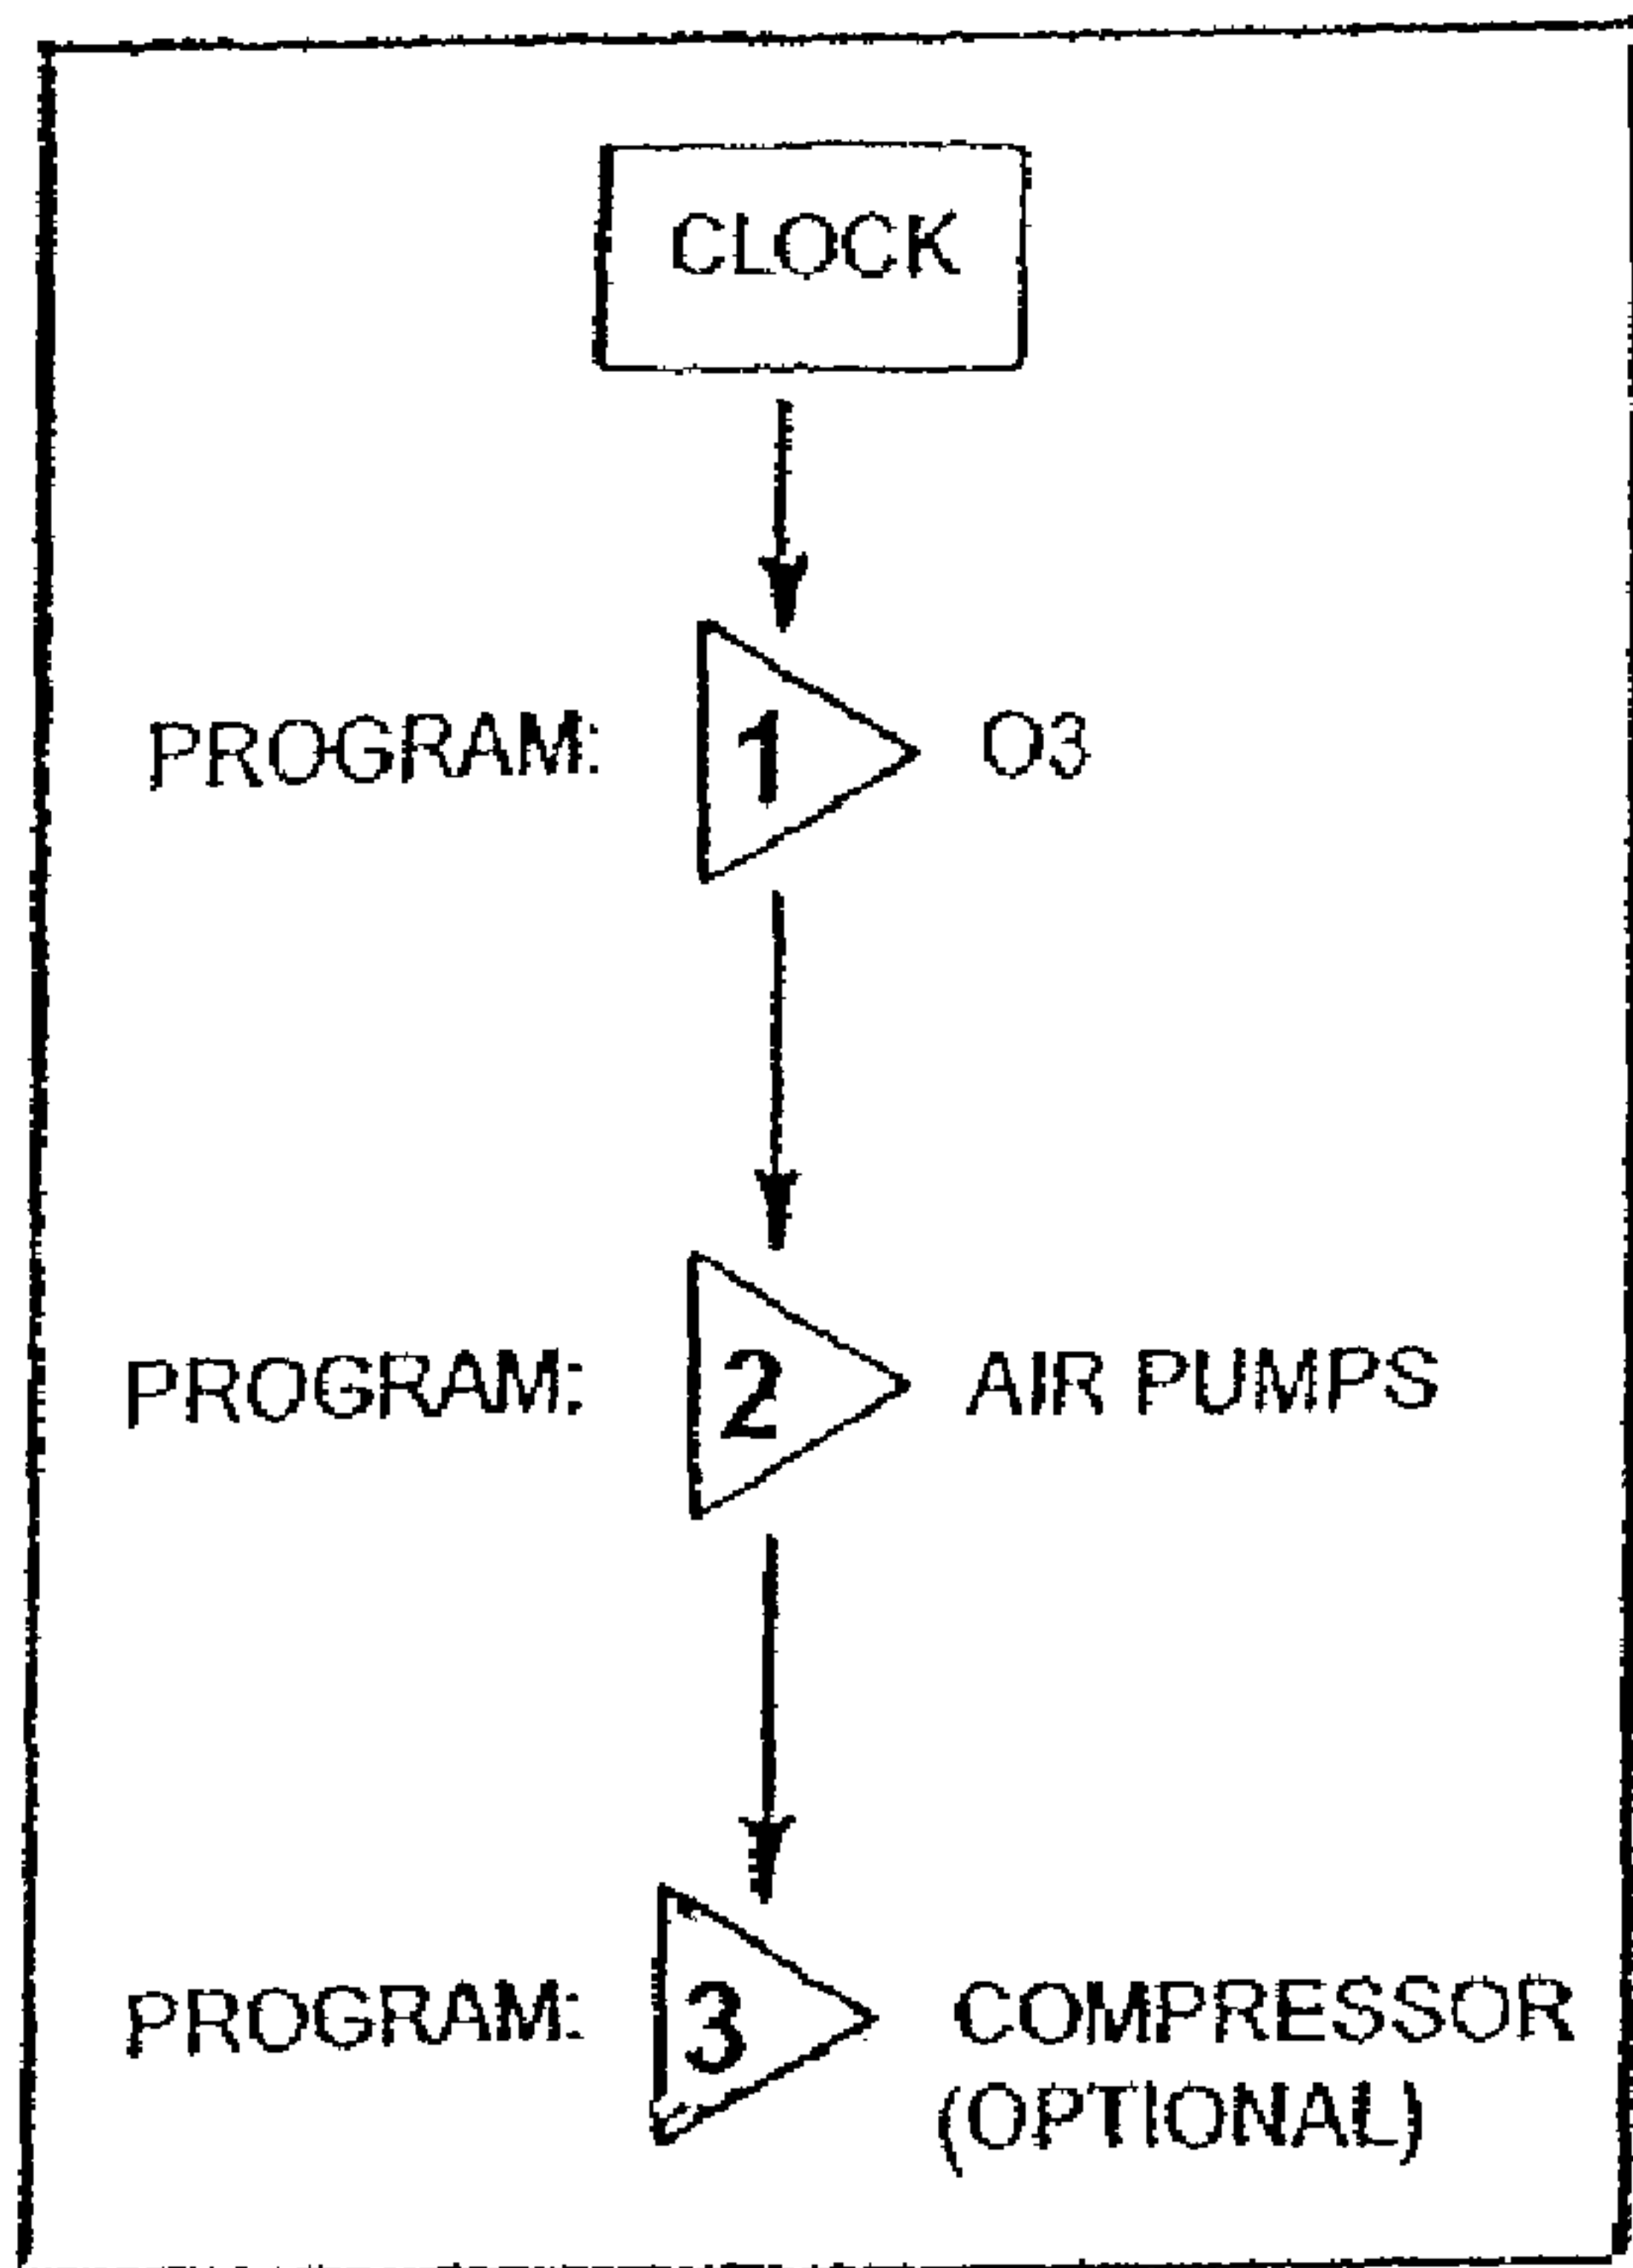 CLOCK
PROGRAM: 1 O3
PROGRAM: 2 AIR PUMPS
PROGRAM: 3 COMPRESSOR
(OPTIONAL)